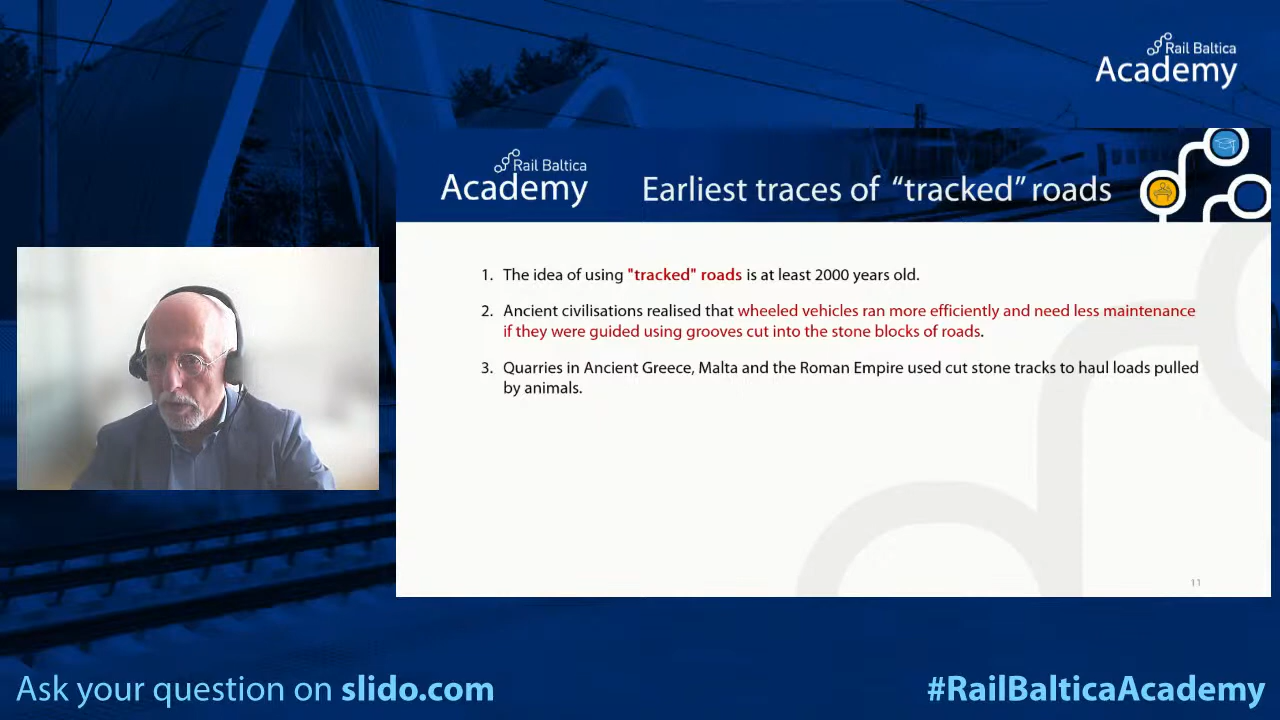 Rail Baltica
Academy
Rail Baltica
Academy
Earliest traces of “tracked” roads
1. The idea of using "tracked" roads is at least 2000 years old.
2. Ancient civilisations realised that wheeled vehicles ran more efficiently and need less maintenance
if they were guided using grooves cut into the stone blocks of roads.
3. Quarries in Ancient Greece, Malta and the Roman Empire used cut stone tracks to haul loads pulled
by animals.
11
Ask your question on slido.com
#RailBalticaAcademy